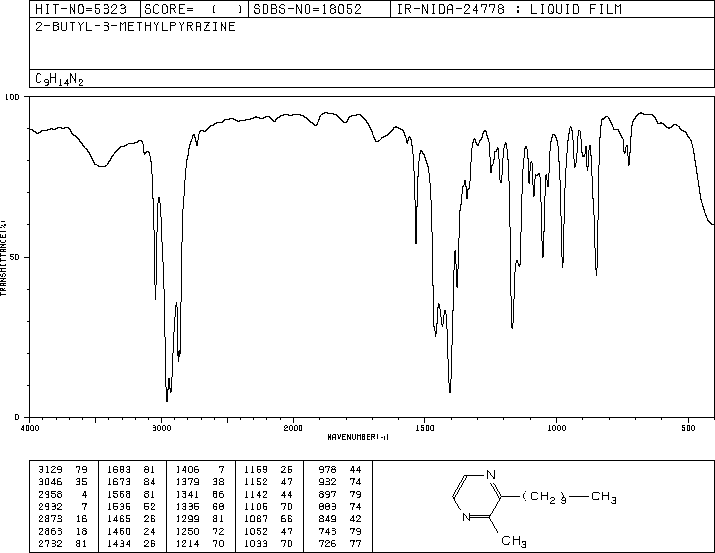 HIT-NO=5323 SCORE= ( ) SDBS-NO=18052 IR-NIDA-24778 : LIQUID FILM
2-BUTYL-3-METHYLPYRAZINE
C9H14N2
100
TRANSMITTANCE(%)
50
0
4000 3000 2000 1500 1000 500
WAVENUMBER(-1)
3129 79 1683 81 1406 7 1169 26 978 44
3046 35 1673 84 1379 38 1152 47 932 74
2958 4 1568 81 1341 66 1142 44 897 79
2932 7 1535 52 1335 68 1106 70 883 74
2873 16 1465 26 1299 81 1087 66 849 42
2863 18 1460 24 1250 72 1052 47 743 79
2732 81 1434 26 1214 70 1033 70 726 77
N
(CH2)3—CH3
N
CH3